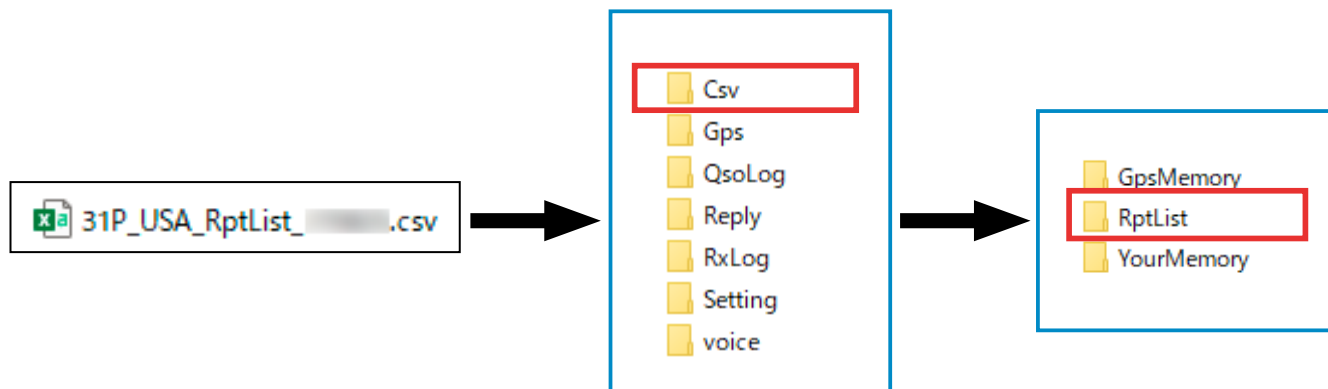 31P_USA_RptList_ .csv
Csv
Gps
QsoLog
Reply
RxLog
Setting
voice
GpsMemory
RptList
YourMemory